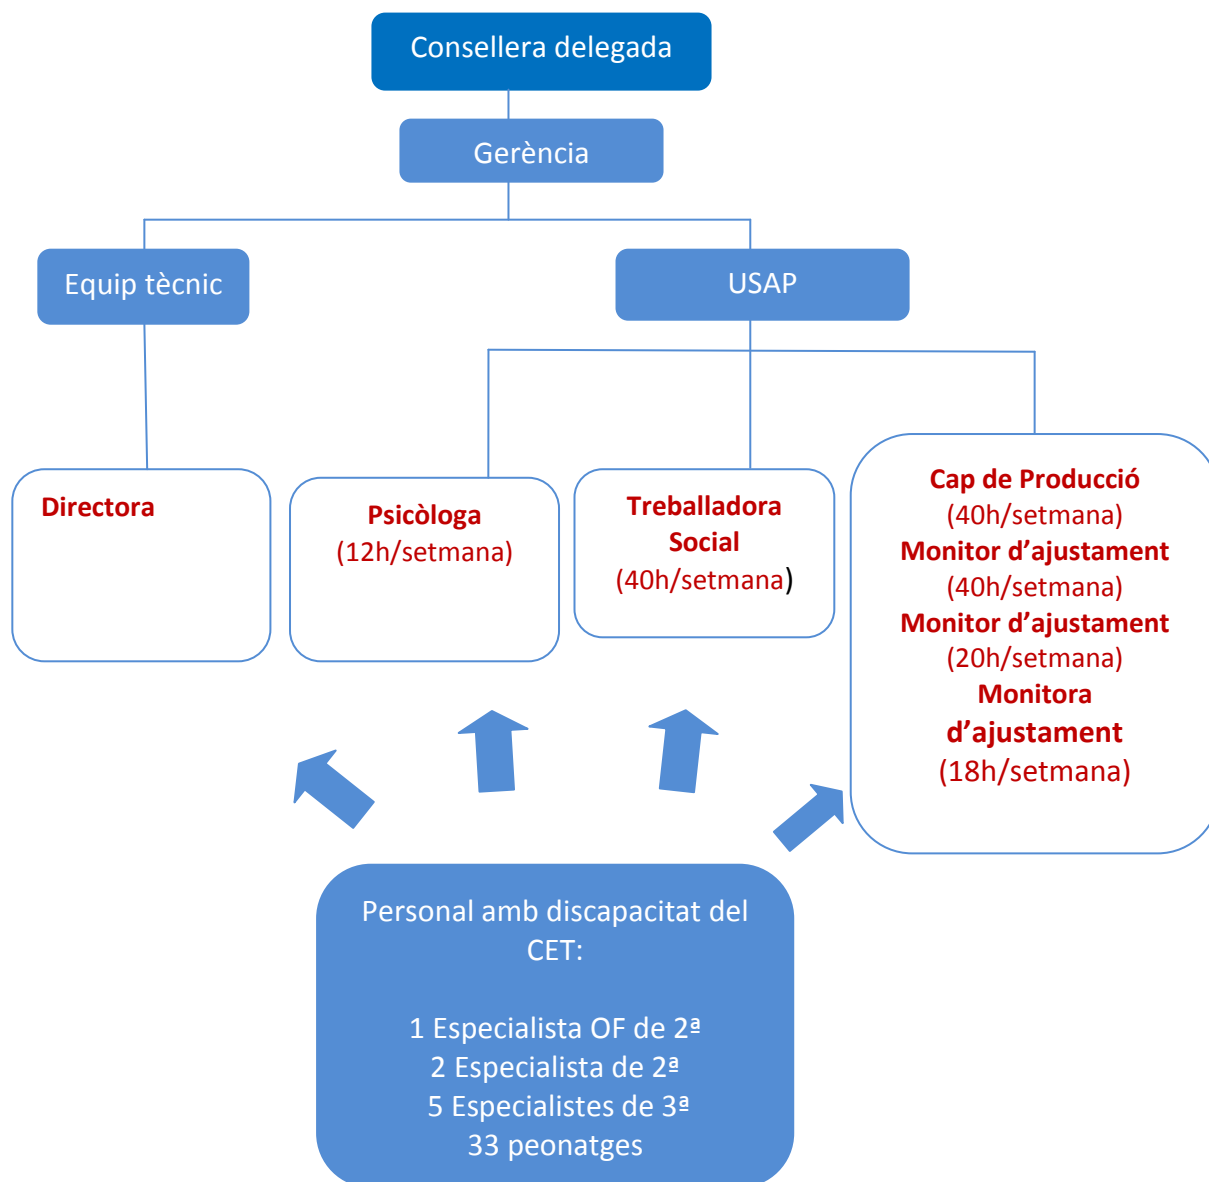 Consellera delegada
Gerència
Equip tècnic
USAP
Directora
Psicòloga
(12h/setmana)
Treballadora
Social
(40h/setmana)
Cap de Producció
(40h/setmana)
Monitor d’ajustament
(40h/setmana)
Monitor d’ajustament
(20h/setmana)
Monitora
d’ajustament
(18h/setmana)
Personal amb discapacitat del
CET:
1 Especialista OF de 2ª
2 Especialista de 2ª
5 Especialistes de 3ª
33 peonatges